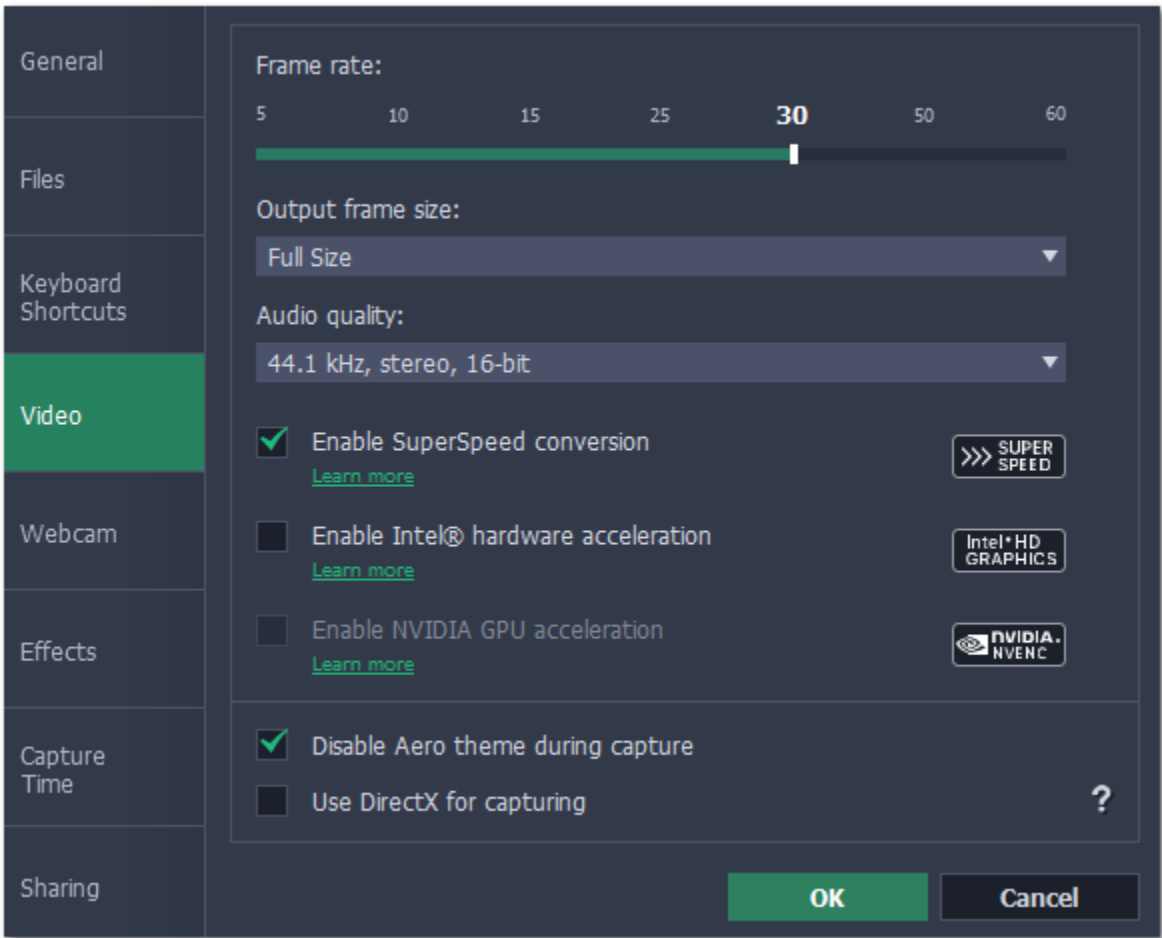 General
Files
Keyboard
Shortcuts
Video
Webcam
Effects
Capture
Time
Sharing
Frame rate:
5 10 15 25 30 50 60
Output frame size:
Full Size
Audio quality:
44.1 kHz, stereo, 16-bit
Enable SuperSpeed conversion
Learn more
>>> SUPER
SPEED
Enable Intel® hardware acceleration
Learn more
Intel® HD
GRAPHICS
Enable NVIDIA GPU acceleration
Learn more
NVIDIA.
NVENC
Disable Aero theme during capture
Use DirectX for capturing
?
OK Cancel